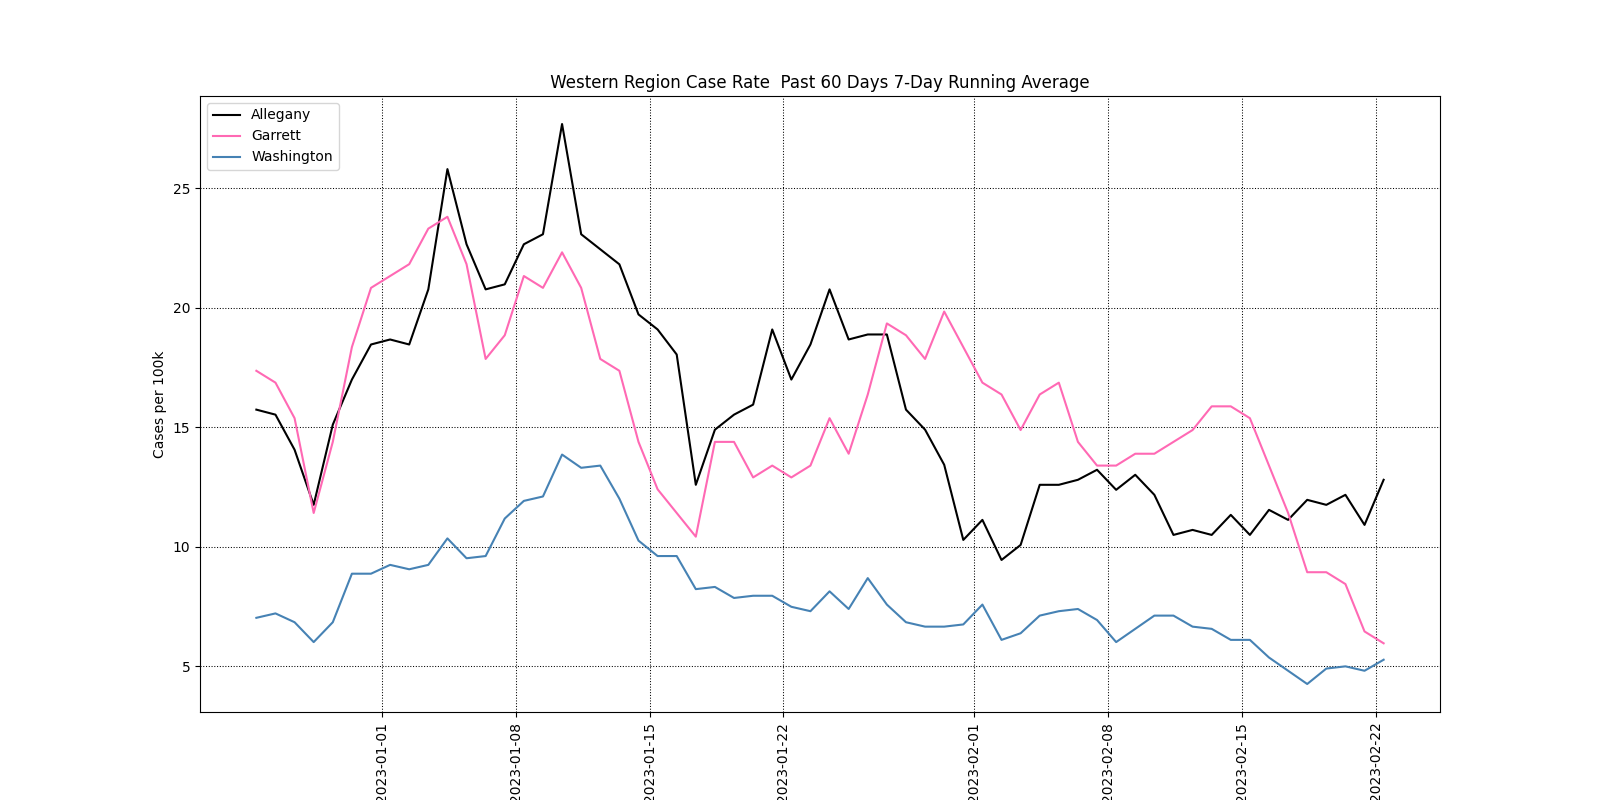 Western Region Case Rate  Past 60 Days 7-Day Running Average
Allegany
Garrett
Washington
Cases per 100k
25
20
15
10
5
2023-01-01
2023-01-08
2023-01-15
2023-01-22
2023-02-01
2023-02-08
2023-02-15
2023-02-22